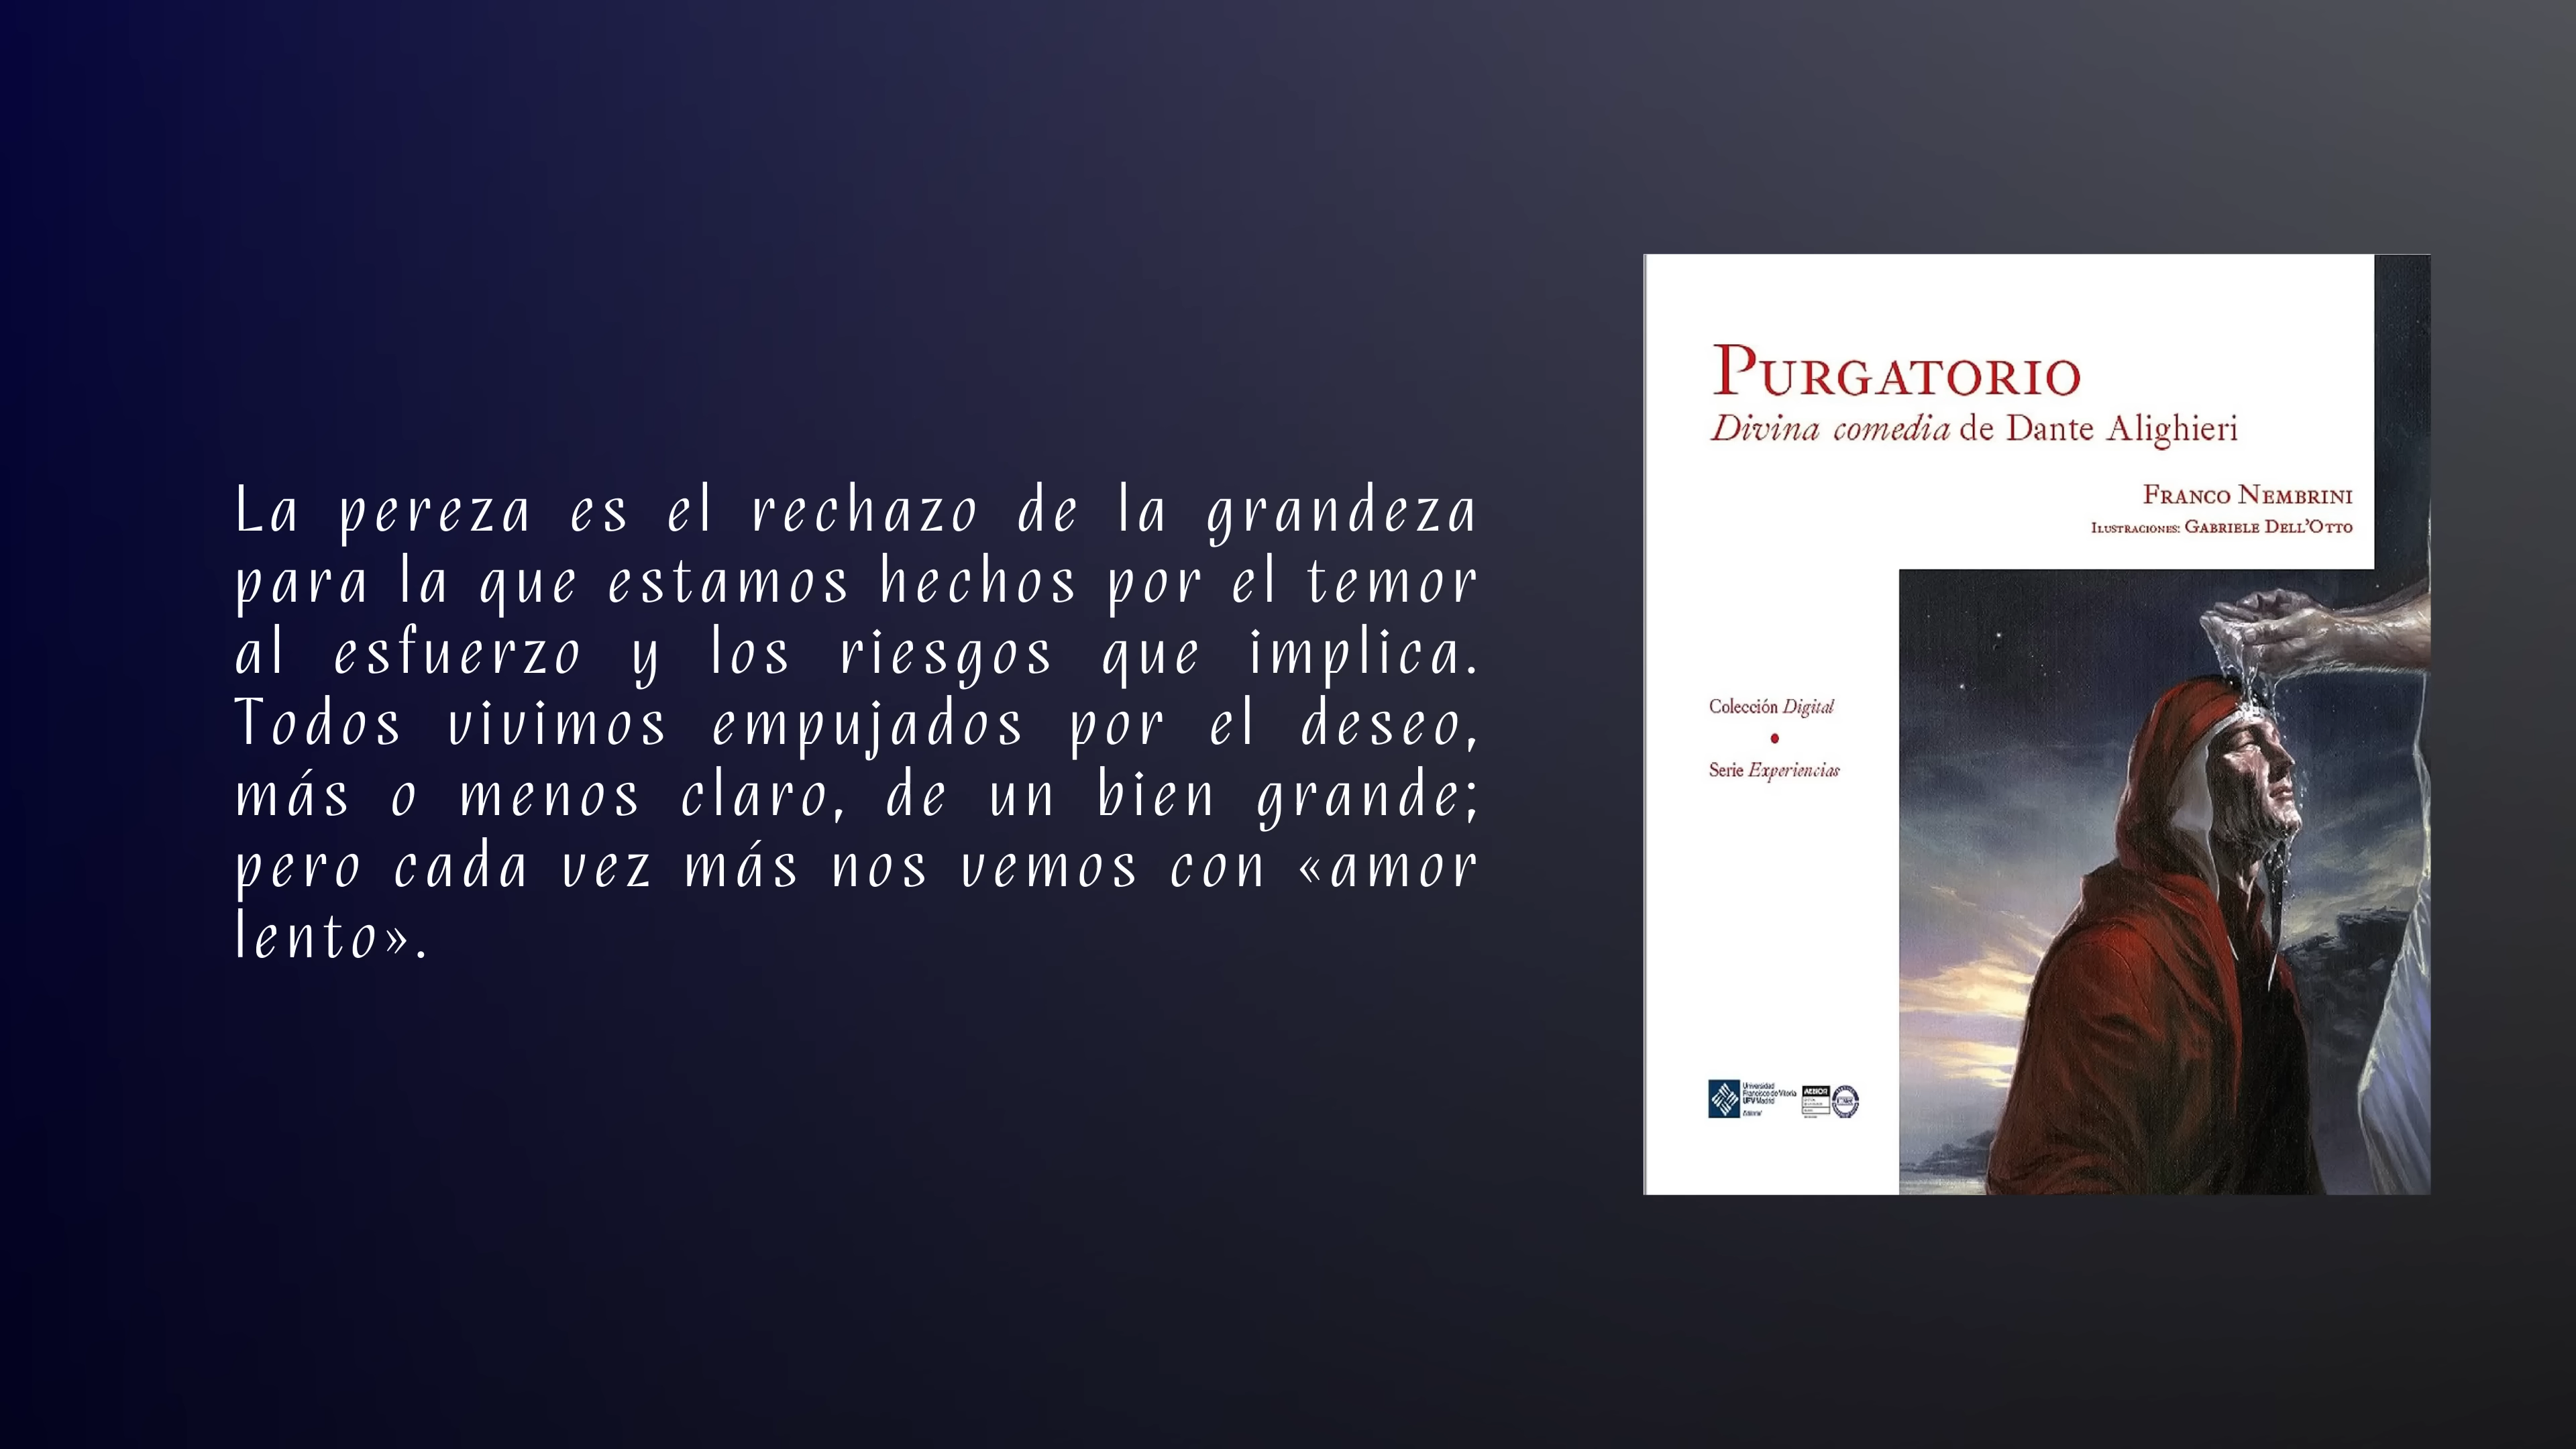 La pereza es el rechazo de la grandeza
para la que estamos hechos por el temor
al esfuerzo y los riesgos que implica.
Todos vivimos empujados por el deseo,
más o menos claro, de un bien grande;
pero cada vez más nos vemos con «amor
lento».
PURGATORIO
Divina comedia de Dante Alighieri
FRANCO NEMBRINI
ILUSTRACIONES: GABRIELE DELL'OTTO
Colección Digital
•
Serie Experiencias
Universidad
Francisco de Vitoria
UFV Madrid
Editorial
AENOR